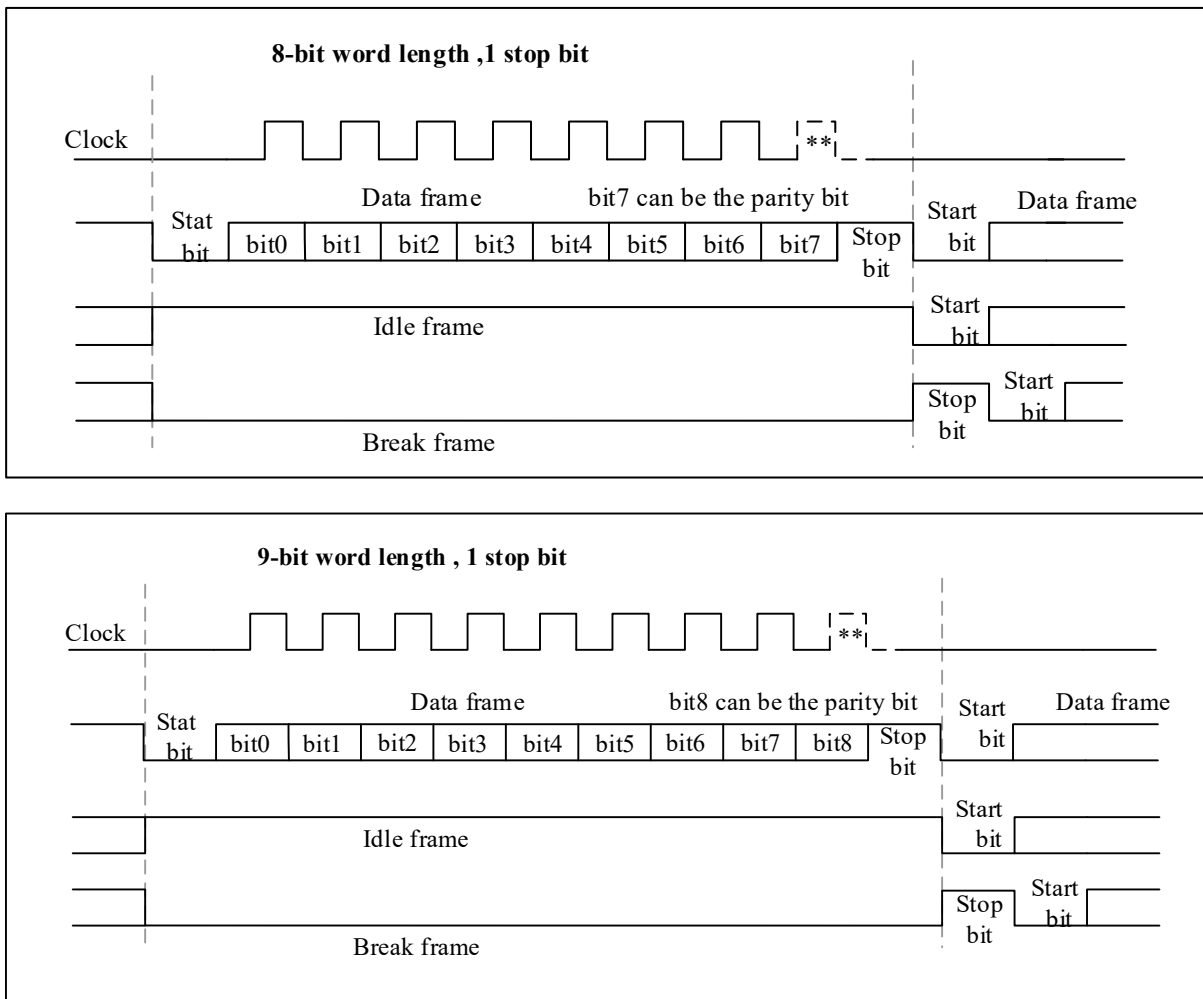 8-bit word length ,1 stop bit
Clock
**
Data frame
bit7 can be the parity bit
Data frame
Stat
bit
bit0 bit1 bit2 bit3 bit4 bit5 bit6 bit7
Stop
bit
Start
bit
Idle frame
Start
bit
Break frame
Stop
bit
Start
bit
9-bit word length , 1 stop bit
Clock
**
Data frame
bit8 can be the parity bit
Data frame
Stat
bit
bit0 bit1 bit2 bit3 bit4 bit5 bit6 bit7 bit8
Stop
bit
Start
bit
Idle frame
Start
bit
Break frame
Stop
bit
Start
bit